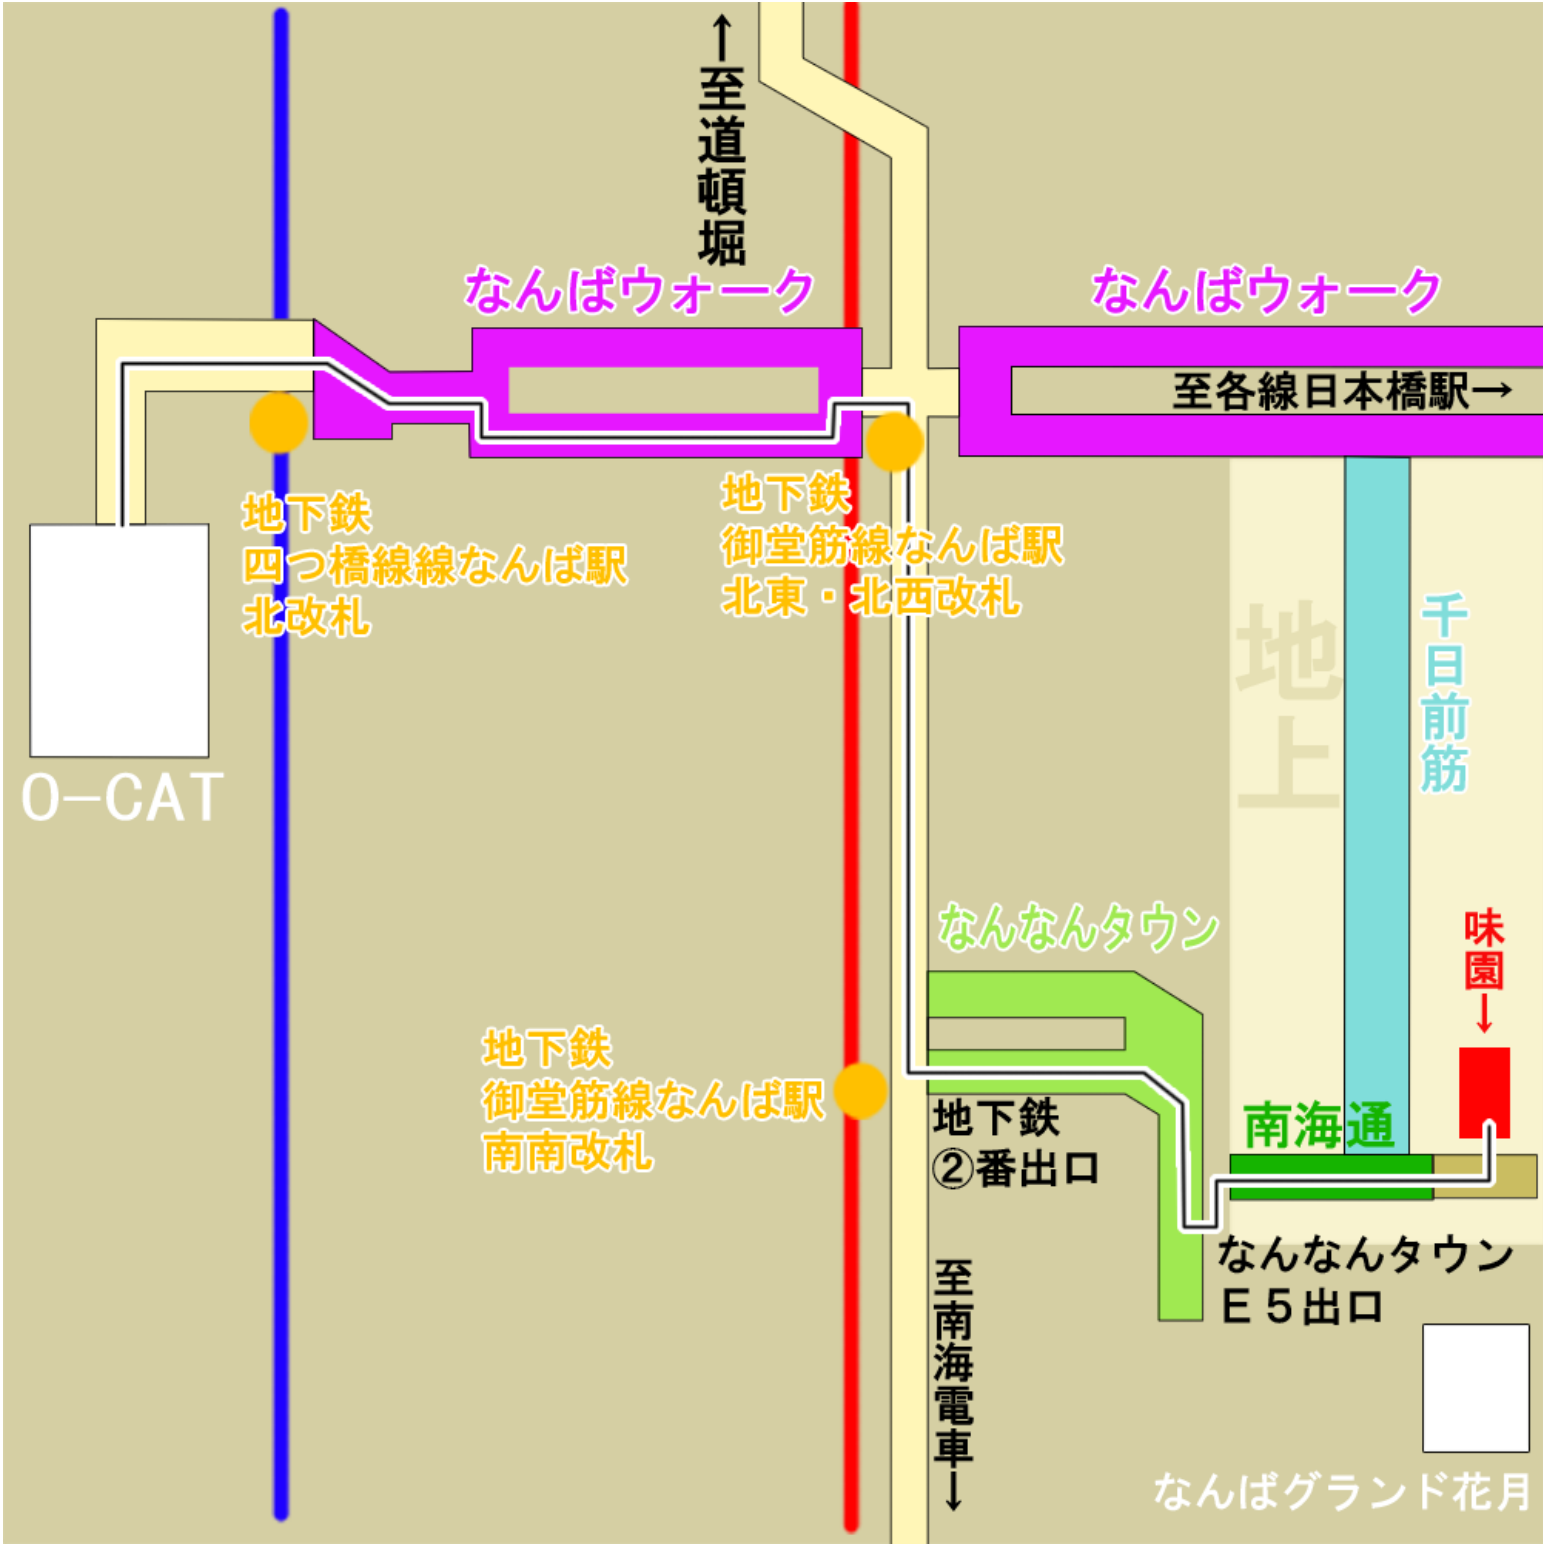 ↑至道頓堀
なんばウォーク
なんばウォーク
至各線日本橋駅→
地下鉄
四つ橋線線なんば駅
北改札
地下鉄
御堂筋線なんば駅
北東・北西改札
地上
千日前筋
O-CAT
なんなんタウン
味園↓
地下鉄
御堂筋線なんば駅
南南改札
地下鉄
②番出口
南海通
なんなんタウン
E5出口
至南海電車↓
なんばグランド花月